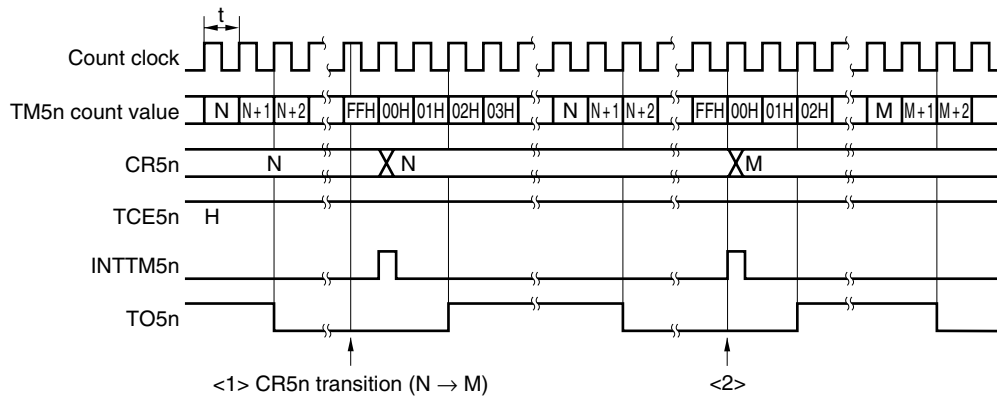 t
Count clock
TM5n count value N N+1 N+2 FFH 00H 01H 02H 03H N N+1 N+2 FFH 00H 01H 02H M M+1 M+2
CR5n N N M
TCE5n H
INTTM5n
TO5n
<1> CR5n transition (N → M) <2>